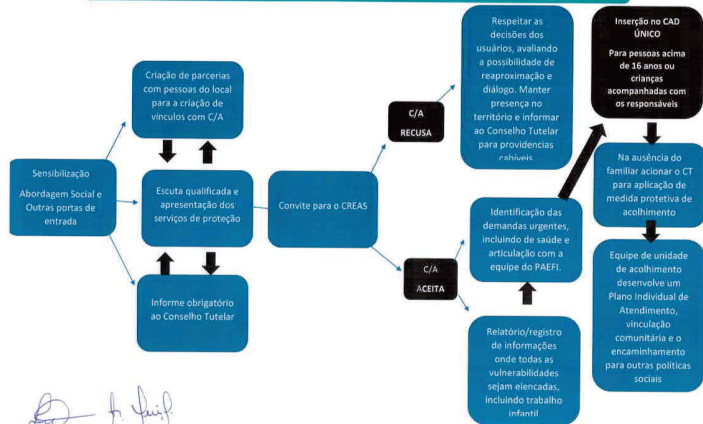 Criação de parcerias
com pessoas do local
para a criação de
vínculos com C/A
Sensibilização
Abordagem Social e
Outras portas de
entrada
Escuta qualificada e
apresentação dos
serviços de proteção
Informe obrigatório
ao Conselho Tutelar
Convite para o CREAS
C/A
RECUSA
C/A
ACEITA
Respeitar as
decisões dos
usuários, avaliando
a possibilidade de
reaproximação e
diálogo. Manter
presença no
território e informar
ao Conselho Tutelar
para providencias
cabíveis
Identificação das
demandas urgentes,
incluindo de saúde e
articulação com a
equipe do PAEFI.
Relatório/registro
de informações
onde todas as
vulnerabilidades
sejam elencadas,
incluindo trabalho
infantil
Inserção no CAD
ÚNICO
Para pessoas acima
de 16 anos ou
crianças
acompanhadas com
os responsáveis
Na ausência do
familiar acionar o CT
para aplicação de
medida protetiva de
acolhimento
Equipe de unidade
de acolhimento
desenvolve um
Plano Individual de
Atendimento,
vinculação
comunitária e o
encaminhamento
para outras políticas
sociais